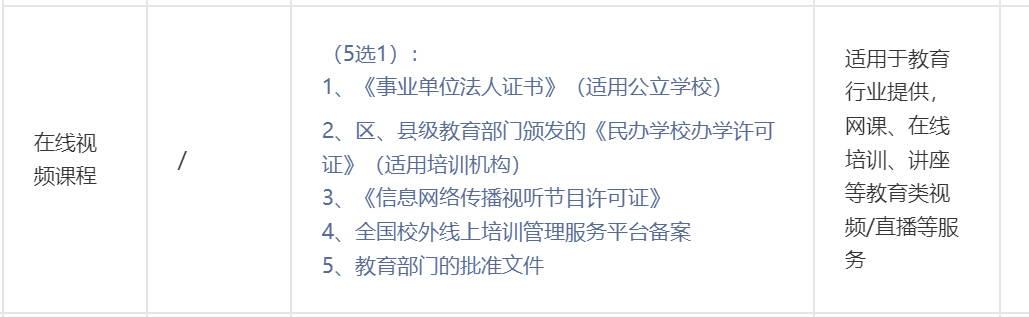 在线视
频课程
/
（5选1）:
1、《事业单位法人证书》（适用公立学校）
2、区、县级教育部门颁发的《民办学校办学许可
证》（适用培训机构）
3、《信息网络传播视听节目许可证》
4、全国校外线上培训管理服务平台备案
5、教育部门的批准文件
适用于教育
行业提供，
网课、在线
培训、讲座
等教育类视
频/直播等服
务